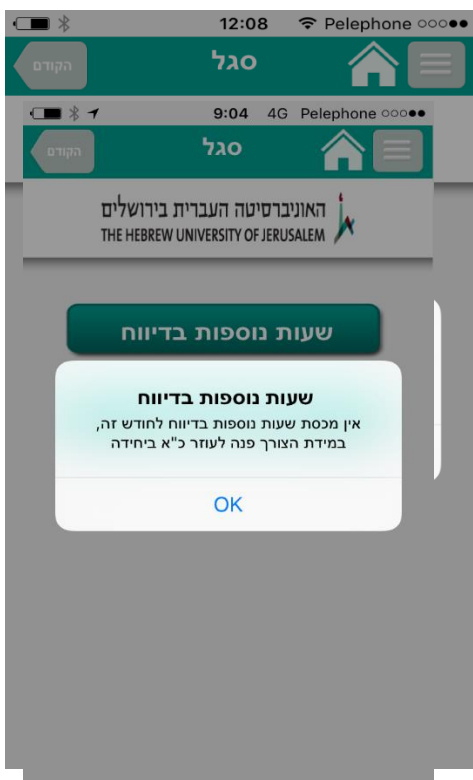 12:08 Pelephone
סגל
הקודם
9:04 4G Pelephone
סגל
הקודם
האוניברסיטה העברית בירושלים
THE HEBREW UNIVERSITY OF JERUSALEM
שעות נוספות בדיווח
שעות נוספות בדיווח
אין מכסת שעות נוספות בדיווח לחודש זה,
במידת הצורך פנה לעוזר כ"א ביחידה
OK